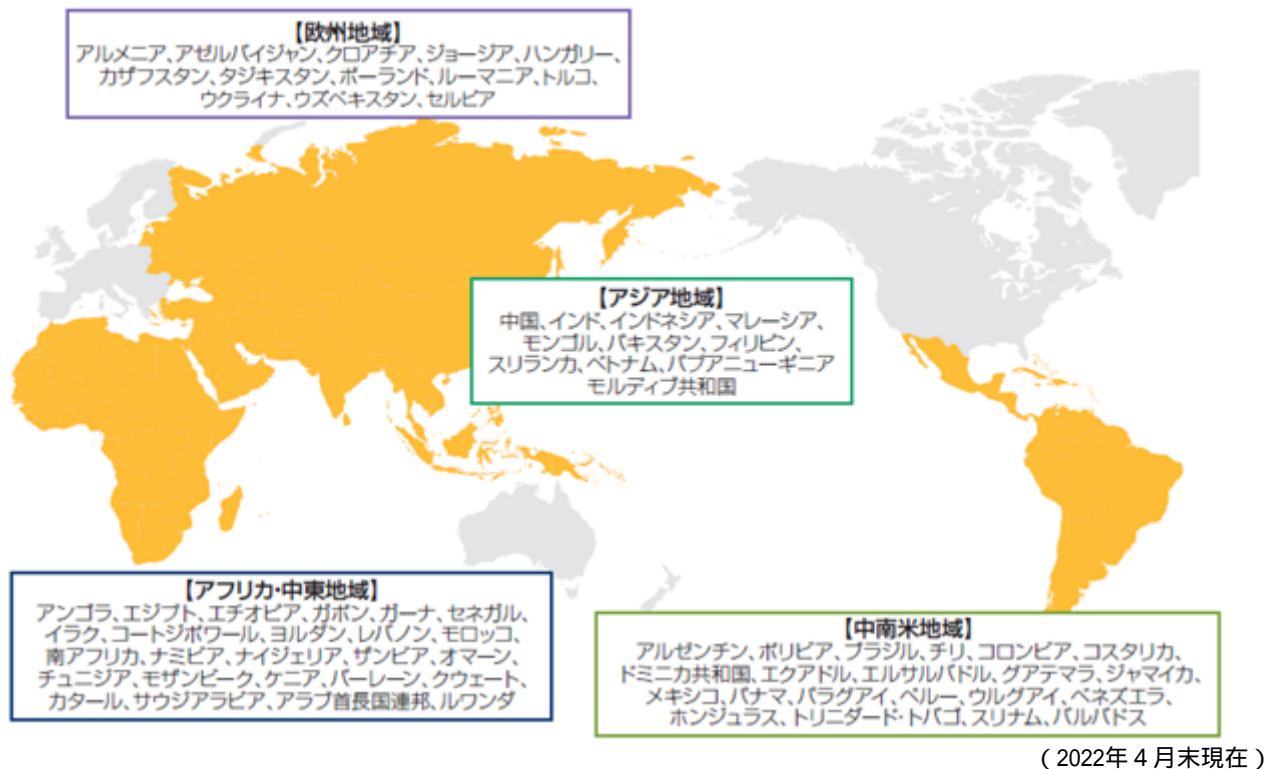 【欧州地域】
アルメニア、アゼルバイジャン、クロアチア、ジョージア、ハンガリー、
カザフスタン、タジキスタン、ポーランド、ルーマニア、トルコ、
ウクライナ、ウズベキスタン、セルビア
【アジア地域】
中国、インド、インドネシア、マレーシア、
モンゴル、パキスタン、フィリピン、
スリランカ、ベトナム、パプアニューギニア
モルディブ共和国
【アフリカ・中東地域】
アンゴラ、エジプト、エチオピア、ガボン、ガーナ、セネガル、
イラク、コートジボワール、ヨルダン、レバノン、モロッコ、
南アフリカ、ナミビア、ナイジェリア、ザンビア、オマーン、
チュニジア、モザンビーク、ケニア、バーレーン、クウェート、
カタール、サウジアラビア、アラブ首長国連邦、ルワンダ
【中南米地域】
アルゼンチン、ボリビア、ブラジル、チリ、コロンビア、コスタリカ、
ドミニカ共和国、エクアドル、エルサルバドル、グアテマラ、ジャマイカ、
メキシコ、パナマ、パラグアイ、ペルー、ウルグアイ、ベネズエラ、
ホンジュラス、トリニダード・トバゴ、スリナム、バルバドス
（2022年４月末現在）